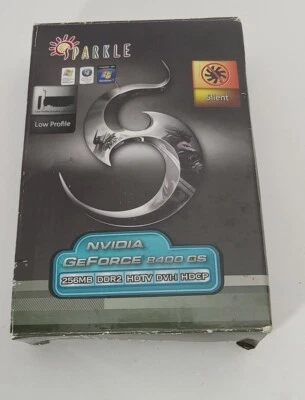 SPARKLE
Silent
Low Profile
NVIDIA
GEFORCE 8400 GS
256MB DDR2 HDTV DVI-I HDCP